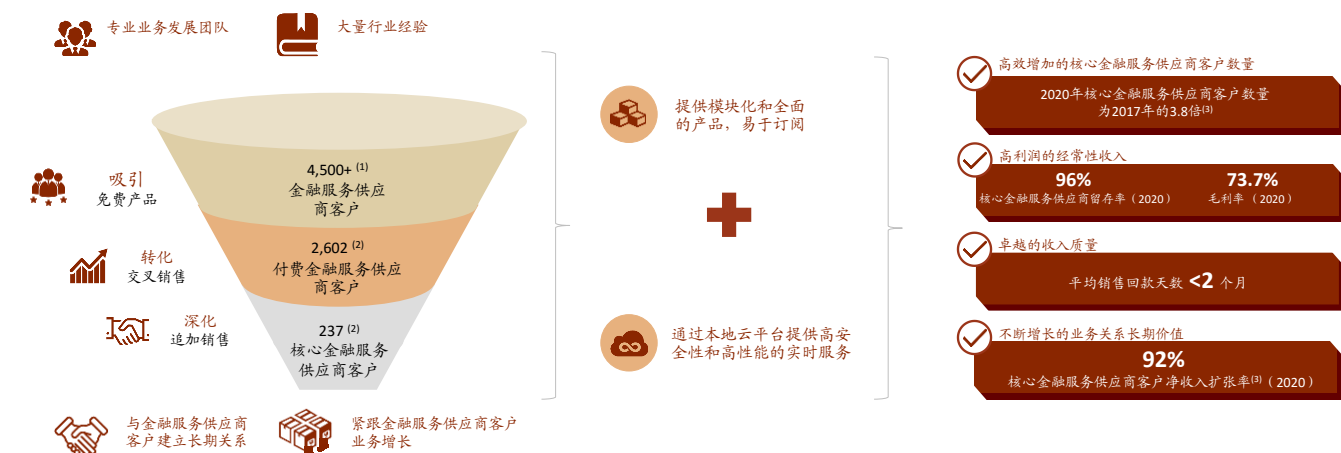 专业业务发展团队
大量行业经验
吸引
免费产品
转化
交叉销售
深化
追加销售
4,500+ (1)
金融服务供应
商客户
2,602 (2)
付费金融服务供应
商客户
237 (2)
核心金融服务
供应商客户
与金融服务供应商
客户建立长期关系
紧跟金融服务供应商客户
业务增长
提供模块化和全面
的产品，易于订阅
通过本地云平台提供高安
全性和高性能的实时服务
高效增加的核心金融服务供应商客户数量
2020年核心金融服务供应商客户数量
为2017年的3.8倍(3)
高利润的经常性收入
96% 73.7%
核心金融服务供应商留存率（2020） 毛利率（2020）
卓越的收入质量
平均销售回款天数 <2 个月
不断增长的业务关系长期价值
92%
核心金融服务供应商客户净收入扩张率(3)（2020）